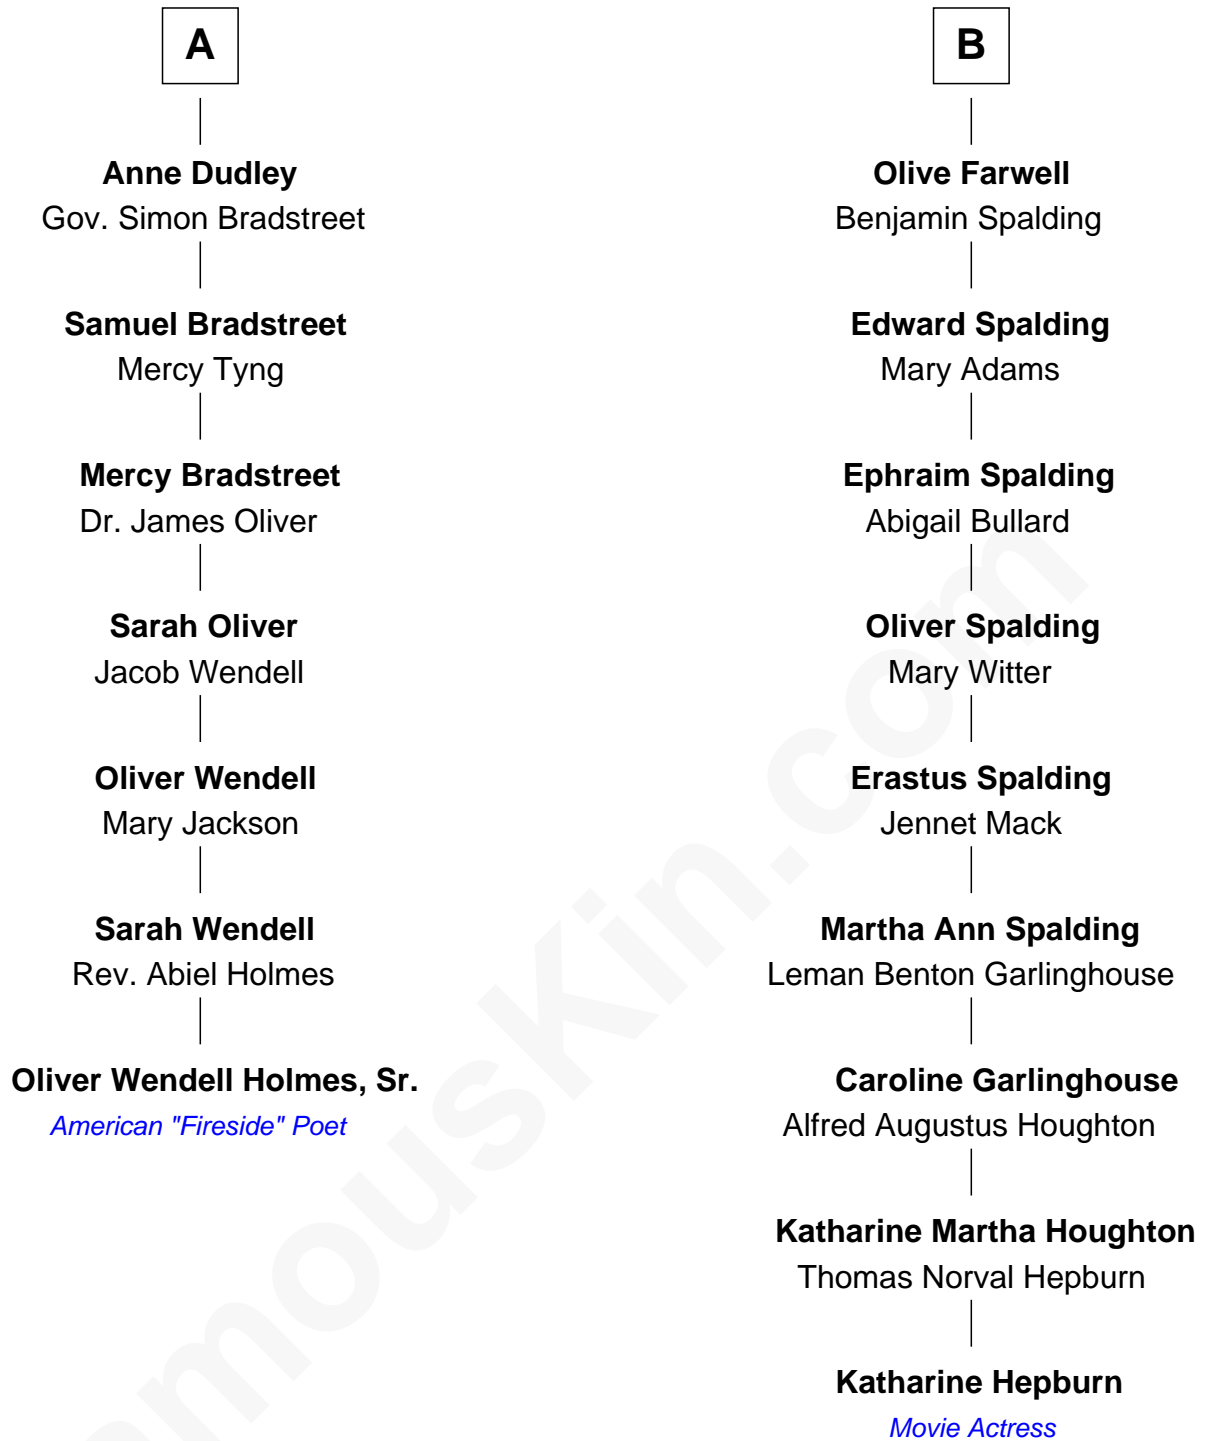 A
Anne Dudley
Gov. Simon Bradstreet
Samuel Bradstreet
Mercy Tyng
Mercy Bradstreet
Dr. James Oliver
Sarah Oliver
Jacob Wendell
Oliver Wendell
Mary Jackson
Sarah Wendell
Rev. Abiel Holmes
Oliver Wendell Holmes, Sr.
American "Fireside" Poet
B
Olive Farwell
Benjamin Spalding
Edward Spalding
Mary Adams
Ephraim Spalding
Abigail Bullard
Oliver Spalding
Mary Witter
Erastus Spalding
Jennet Mack
Martha Ann Spalding
Leman Benton Garlinghouse
Caroline Garlinghouse
Alfred Augustus Houghton
Katharine Martha Houghton
Thomas Norval Hepburn
Katharine Hepburn
Movie Actress
amouskin.com